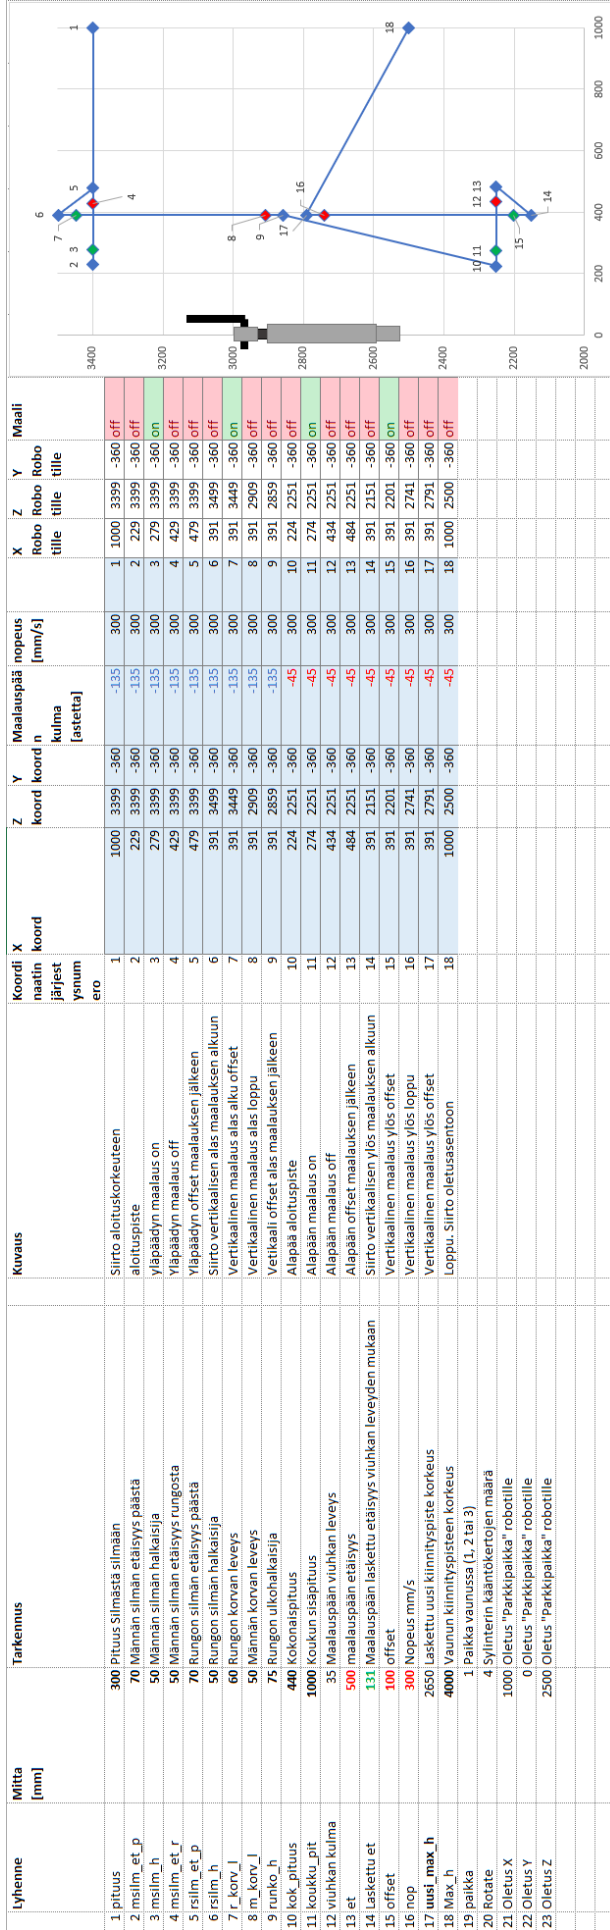 Lyhenne Mitta [mm] Tarkennus Kuvaus Koordinaatin järjestysnumero X koord Z koord Y koord Maalauspään kulma [astetta] nopeus [mm/s] X Robotille Z Robotille Y Robotille Maali
1 pituus 300 Pituus Silmästä silmään Siirto aloituskorkeuteen 1 1000 3399 -360 -135 300 1 1000 3399 -360 off
2 msilm_et_p 70 Männän silmän etäisyys päästä aloituspiste 2 229 3399 -360 -135 300 2 229 3399 -360 off
3 msilm_h 50 Männän silmän halkaisija yläpäädyn maalaus on 3 279 3399 -360 -135 300 3 279 3399 -360 on
4 msilm_et_r 50 Männän silmän etäisyys rungosta Yläpäädyn maalaus off 4 429 3399 -360 -135 300 4 429 3399 -360 off
5 rsilm_et_p 70 Rungon silmän etäisyys päästä Yläpäädyn offset maalauksen jälkeen 5 479 3399 -360 -135 300 5 479 3399 -360 off
6 rsilm_h 50 Rungon silmän halkaisija Siirto vertikaalisen alas maalauksen alkuun 6 391 3499 -360 -135 300 6 391 3499 -360 off
7 r_korv_l 60 Rungon korvan leveys Vertikaalinen maalaus alas alku offset 7 391 3449 -360 -135 300 7 391 3449 -360 on
8 m_korv_l 50 Männän korvan leveys Vertikaalinen maalaus alas loppu 8 391 2909 -360 -135 300 8 391 2909 -360 off
9 runko_h 75 Rungon ulkohalkaisija Vetikaali offset alas maalauksen jälkeen 9 391 2859 -360 -135 300 9 391 2859 -360 off
10 kok_pituus 440 Kokonaispituus Alapää aloituspiste 10 224 2251 -360 -45 300 10 224 2251 -360 off
11 koukku_pit 1000 Koukun sisäpituus Alapään maalaus on 11 274 2251 -360 -45 300 11 274 2251 -360 on
12 viuhkan kulma 35 Maalauspään viuhkan leveys Alapään maalaus off 12 434 2251 -360 -45 300 12 434 2251 -360 off
13 et 500 maalauspään etäisyys Alapään offset maalauksen jälkeen 13 484 2251 -360 -45 300 13 484 2251 -360 off
14 Laskettu et 131 Maalauspään laskettu etäisyys viuhkan leveyden mukaan Siirto vertikaalisen ylös maalauksen alkuun 14 391 2151 -360 -45 300 14 391 2151 -360 off
15 offset 100 offset Vertikaalinen maalaus ylös offset 15 391 2201 -360 -45 300 15 391 2201 -360 on
16 nop 300 Nopeus mm/s Vertikaalinen maalaus ylös loppu 16 391 2741 -360 -45 300 16 391 2741 -360 off
17 uusi_max_h 2650 Laskettu uusi kiinnityspiste korkeus Vertikaalinen maalaus ylös offset 17 391 2791 -360 -45 300 17 391 2791 -360 off
18 Max_h 4000 Vaunun kiinnityspisteen korkeus Loppu. Siirto oletusasentoon 18 1000 2500 -360 -45 300 18 1000 2500 -360 off
19 paikka 1 Paikka vaunussa (1, 2 tai 3)
20 Rotate 4 Sylinterin kääntökertojen määrä
21 Oletus X 1000 Oletus "Parkkipaikka" robotille
22 Oletus Y 0 Oletus "Parkkipaikka" robotille
23 Oletus Z 2500 Oletus "Parkkipaikka" robotille
3400
3200
3000
2800
2600
2400
2200
2000
0
200
400
600
800
1000
1
2
3
4
5
6
7
8
9
10
11
12
13
14
15
16
17
18